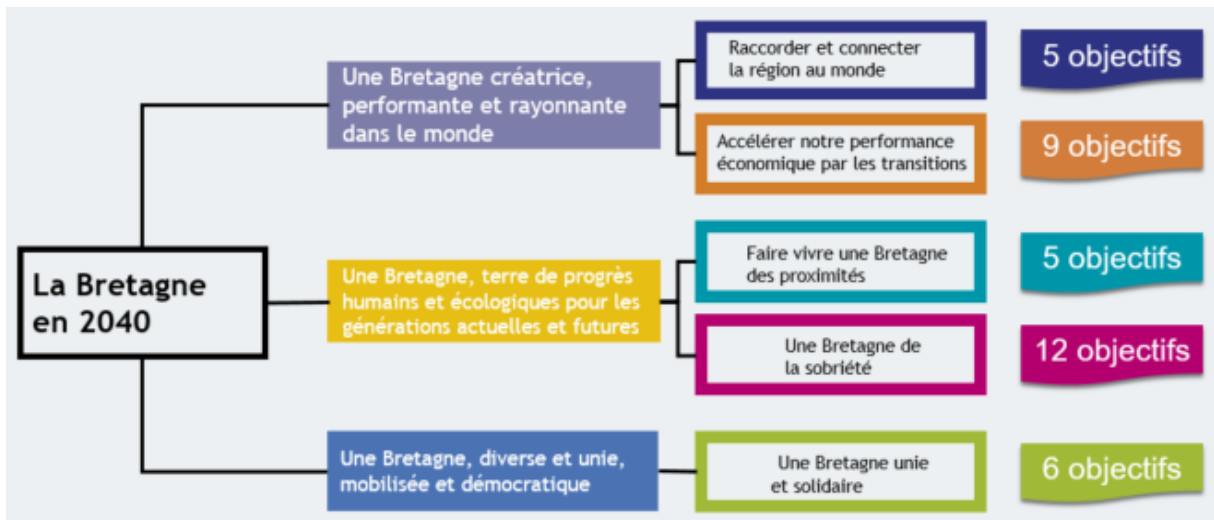 La Bretagne
en 2040
Une Bretagne créatrice,
performante et rayonnante
dans le monde
Raccorder et connecter
la région au monde
5 objectifs
Accélérer notre performance
économique par les transitions
9 objectifs
Une Bretagne, terre de progrès
humains et écologiques pour les
générations actuelles et futures
Faire vivre une Bretagne
des proximités
5 objectifs
Une Bretagne de
la sobriété
12 objectifs
Une Bretagne, diverse et unie,
mobilisée et démocratique
Une Bretagne unie
et solidaire
6 objectifs